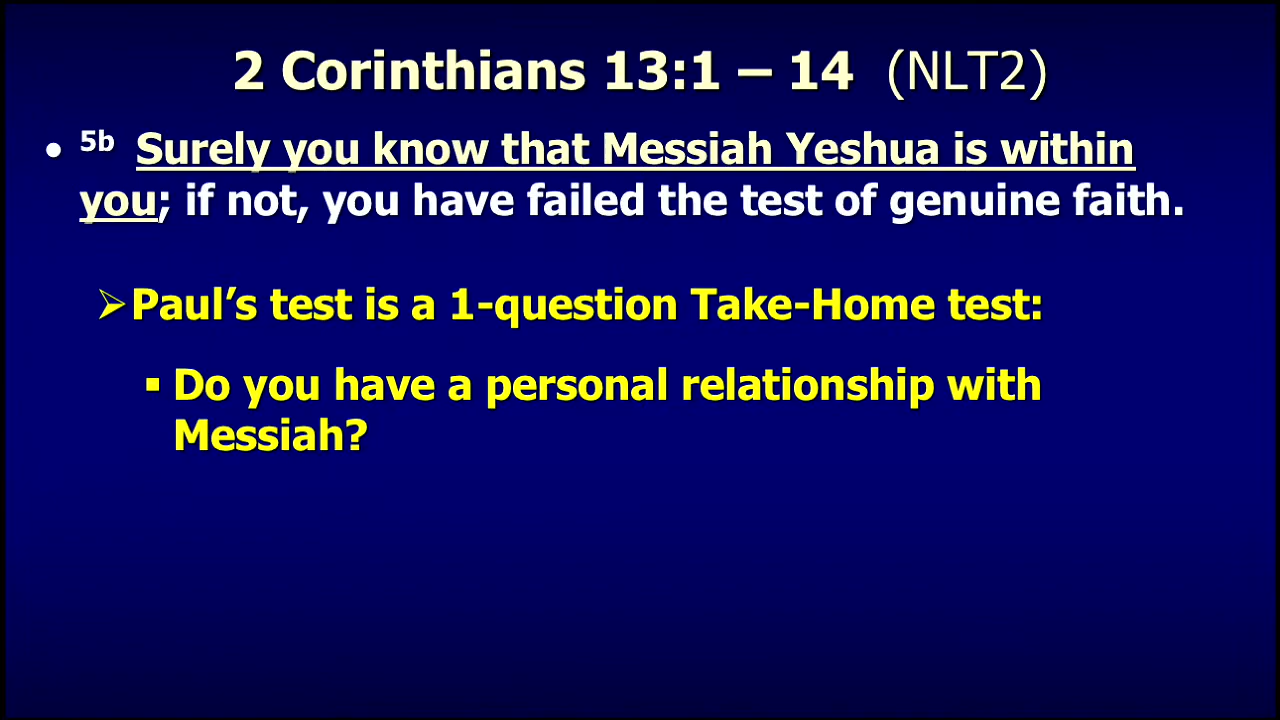 2 Corinthians 13:1 – 14 (NLT2)
• 5b Surely you know that Messiah Yeshua is within
you; if not, you have failed the test of genuine faith.
➢Paul’s test is a 1-question Take-Home test:
▪ Do you have a personal relationship with
Messiah?